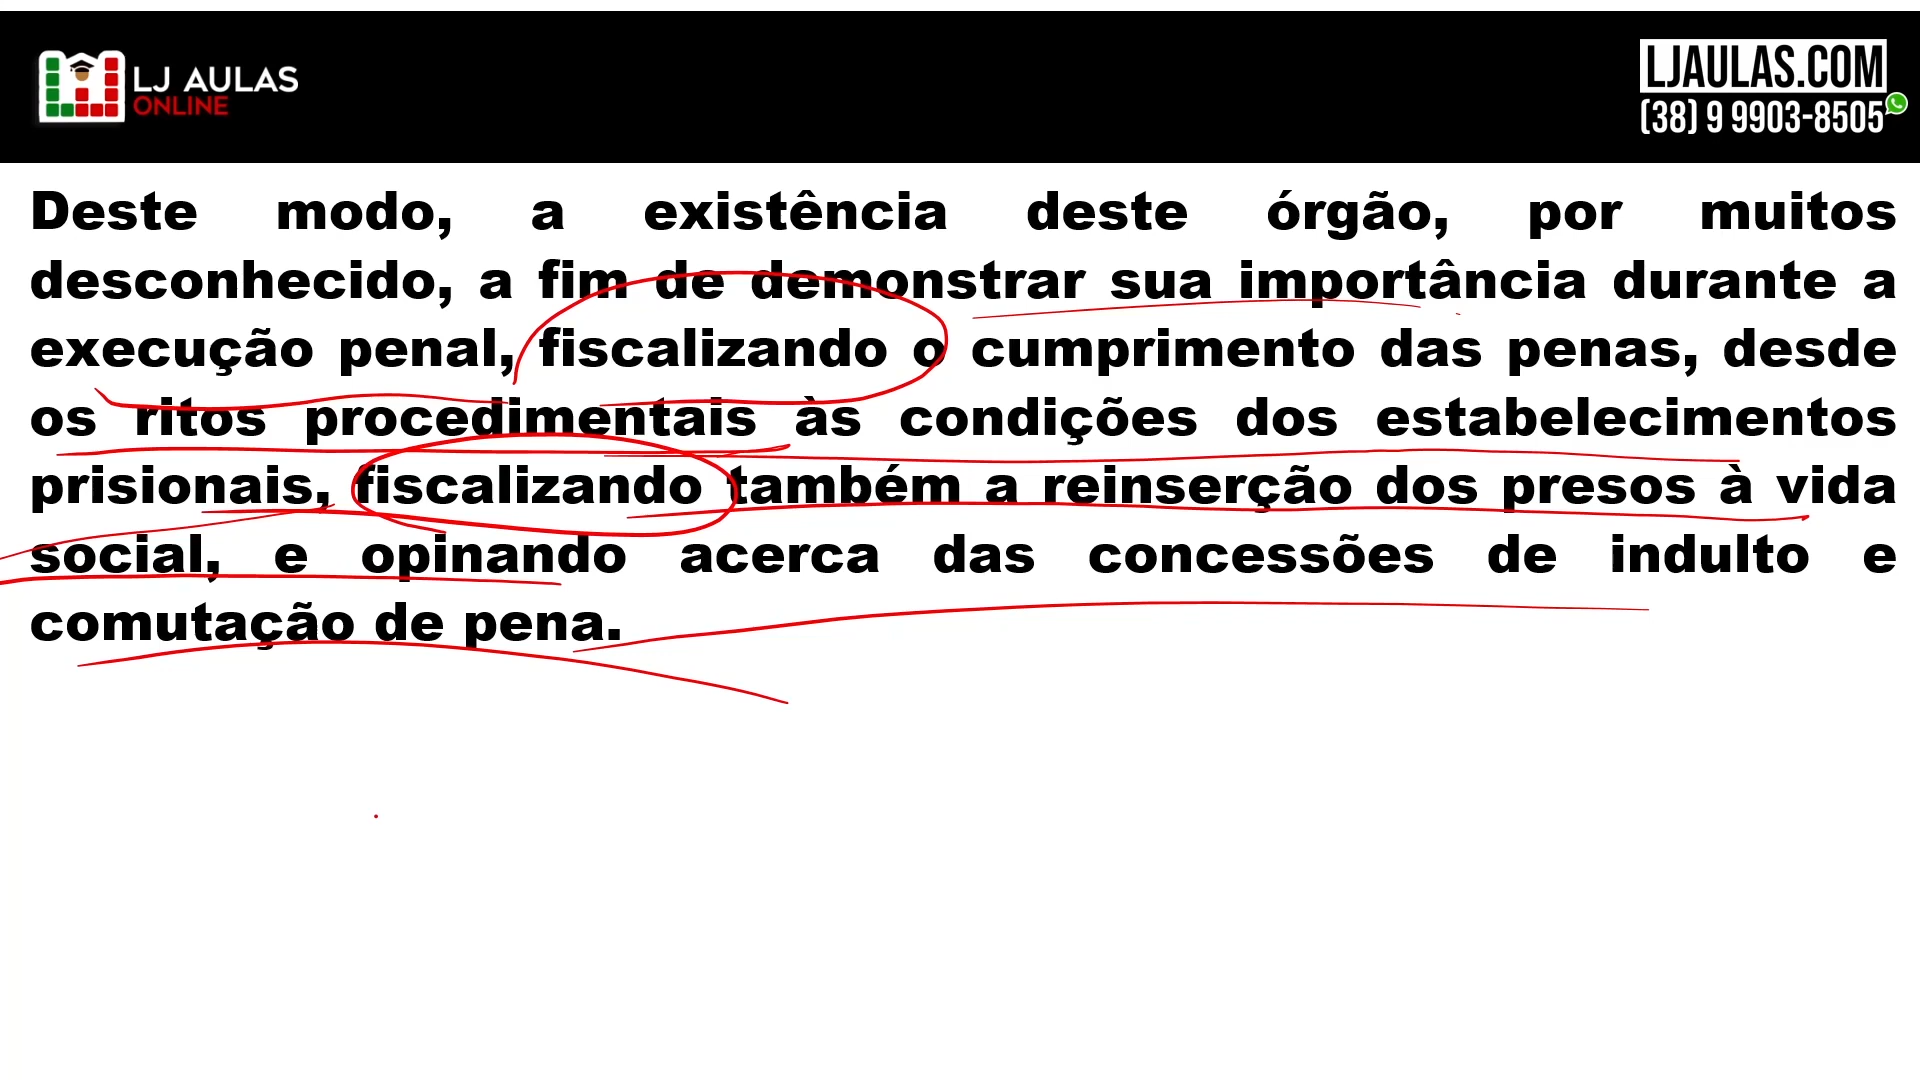 LJ AULAS
ONLINE
LJAULAS.COM
(38) 9 9903-8505
Deste modo, a existência deste órgão, por muitos
desconhecido, a fim de demonstrar sua importância durante a
execução penal, fiscalizando o cumprimento das penas, desde
os ritos procedimentais às condições dos estabelecimentos
prisionais, fiscalizando também a reinserção dos presos à vida
social, e opinando acerca das concessões de indulto e
comutação de pena.